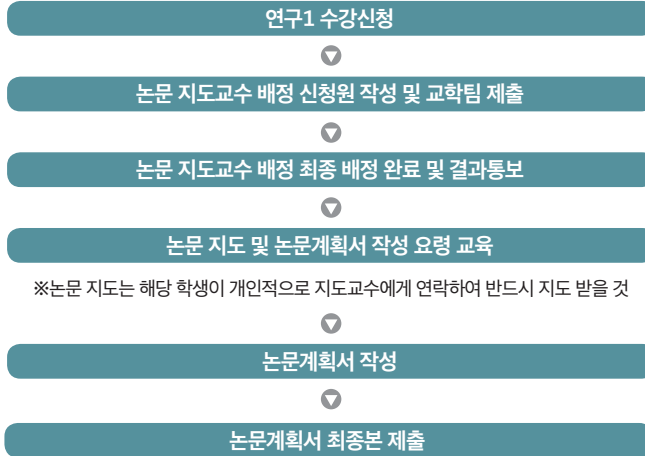 연구1 수강신청
논문 지도교수 배정 신청원 작성 및 교학팀 제출
논문 지도교수 배정 최종 배정 완료 및 결과통보
논문 지도 및 논문계획서 작성 요령 교육
※논문 지도는 해당 학생이 개인적으로 지도교수에게 연락하여 반드시 지도 받을 것
논문계획서 작성
논문계획서 최종본 제출